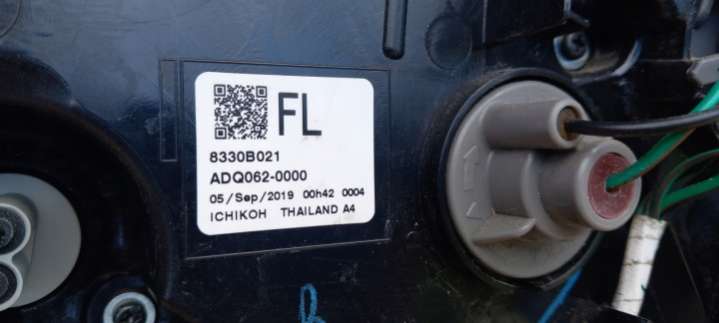 FL
8330B021
ADQ062-0000
05/Sep/2019 00h42 0004
ICHIKOH THAILAND A4